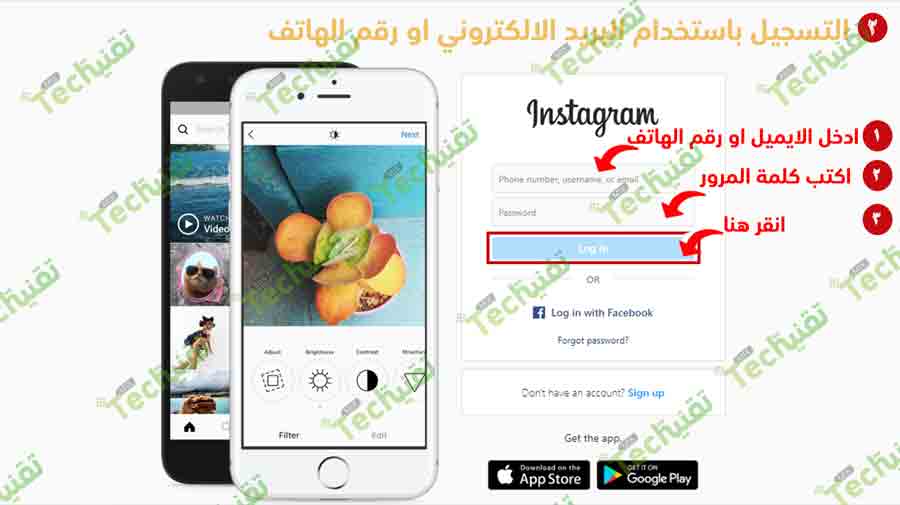 ٢ التسجيل باستخدام البريد الالكتروني او رقم الهاتف
Search
WATCH
Video
Next
Adjust
Brightness
Contrast
Structure
Filter
Edit
Instagram
١ ادخل الايميل او رقم الهاتف
Phone number, username, or email
٢ اكتب كلمة المرور
Password
٣ انقر هنا
Log in
OR
Log in with Facebook
Forgot password?
Don't have an account? Sign up
Get the app.
Download on the
App Store
GET IT ON
Google Play
تقني Tech